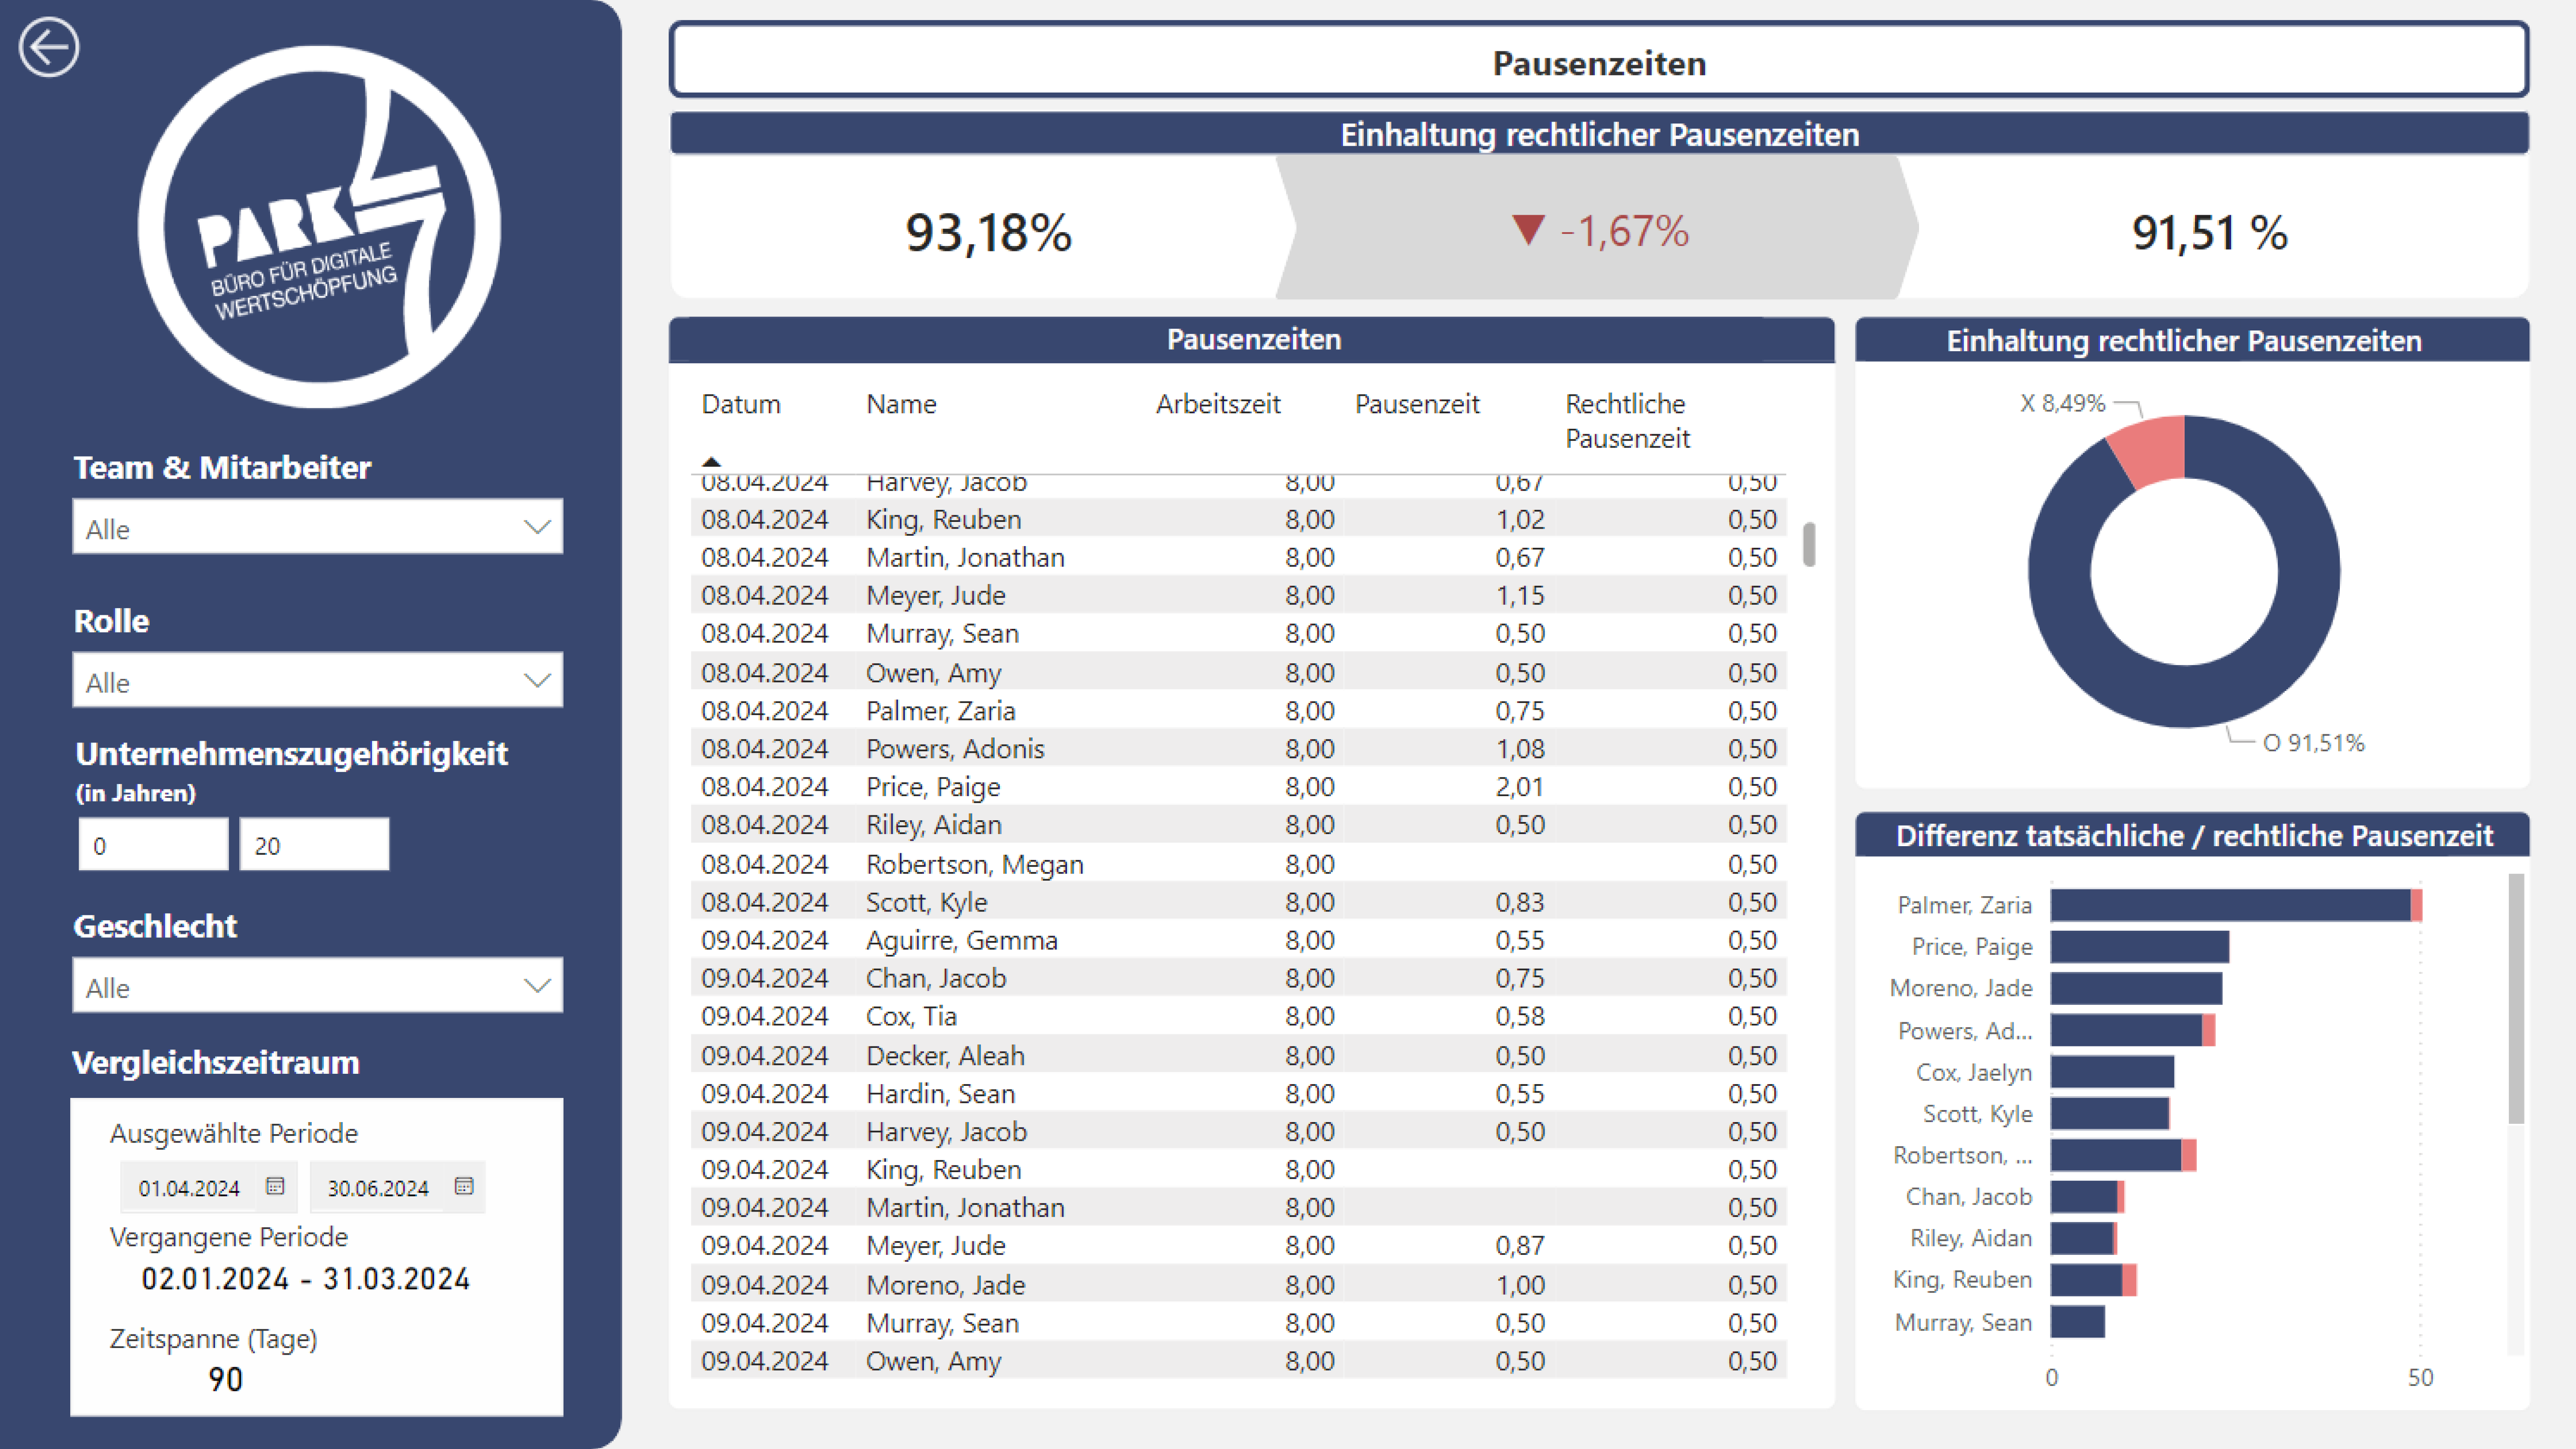 PARK
BÜRO FÜR DIGITALE
WERTSCHÖPFUNG
Team & Mitarbeiter
Alle
Rolle
Alle
Unternehmenszugehörigkeit
(in Jahren)
0 20
Geschlecht
Alle
Vergleichszeitraum
Ausgewählte Periode
01.04.2024 30.06.2024
Vergangene Periode
02.01.2024 - 31.03.2024
Zeitspanne (Tage)
90
Pausenzeiten
Einhaltung rechtlicher Pausenzeiten
93,18% ▼ -1,67% 91,51 %
Pausenzeiten
Datum Name Arbeitszeit Pausenzeit Rechtliche
Pausenzeit
08.04.2024 Harvey, Jacob 8,00 0,67 0,50
08.04.2024 King, Reuben 8,00 1,02 0,50
08.04.2024 Martin, Jonathan 8,00 0,67 0,50
08.04.2024 Meyer, Jude 8,00 1,15 0,50
08.04.2024 Murray, Sean 8,00 0,50 0,50
08.04.2024 Owen, Amy 8,00 0,50 0,50
08.04.2024 Palmer, Zaria 8,00 0,75 0,50
08.04.2024 Powers, Adonis 8,00 1,08 0,50
08.04.2024 Price, Paige 8,00 2,01 0,50
08.04.2024 Riley, Aidan 8,00 0,50 0,50
08.04.2024 Robertson, Megan 8,00 0,50
08.04.2024 Scott, Kyle 8,00 0,83 0,50
09.04.2024 Aguirre, Gemma 8,00 0,55 0,50
09.04.2024 Chan, Jacob 8,00 0,75 0,50
09.04.2024 Cox, Tia 8,00 0,58 0,50
09.04.2024 Decker, Aleah 8,00 0,50 0,50
09.04.2024 Hardin, Sean 8,00 0,55 0,50
09.04.2024 Harvey, Jacob 8,00 0,50 0,50
09.04.2024 King, Reuben 8,00 0,50
09.04.2024 Martin, Jonathan 8,00 0,50
09.04.2024 Meyer, Jude 8,00 0,87 0,50
09.04.2024 Moreno, Jade 8,00 1,00 0,50
09.04.2024 Murray, Sean 8,00 0,50 0,50
09.04.2024 Owen, Amy 8,00 0,50 0,50
Einhaltung rechtlicher Pausenzeiten
X 8,49%
O 91,51%
Differenz tatsächliche / rechtliche Pausenzeit
Palmer, Zaria
Price, Paige
Moreno, Jade
Powers, Ad...
Cox, Jaelyn
Scott, Kyle
Robertson, ...
Chan, Jacob
Riley, Aidan
King, Reuben
Murray, Sean
0 50